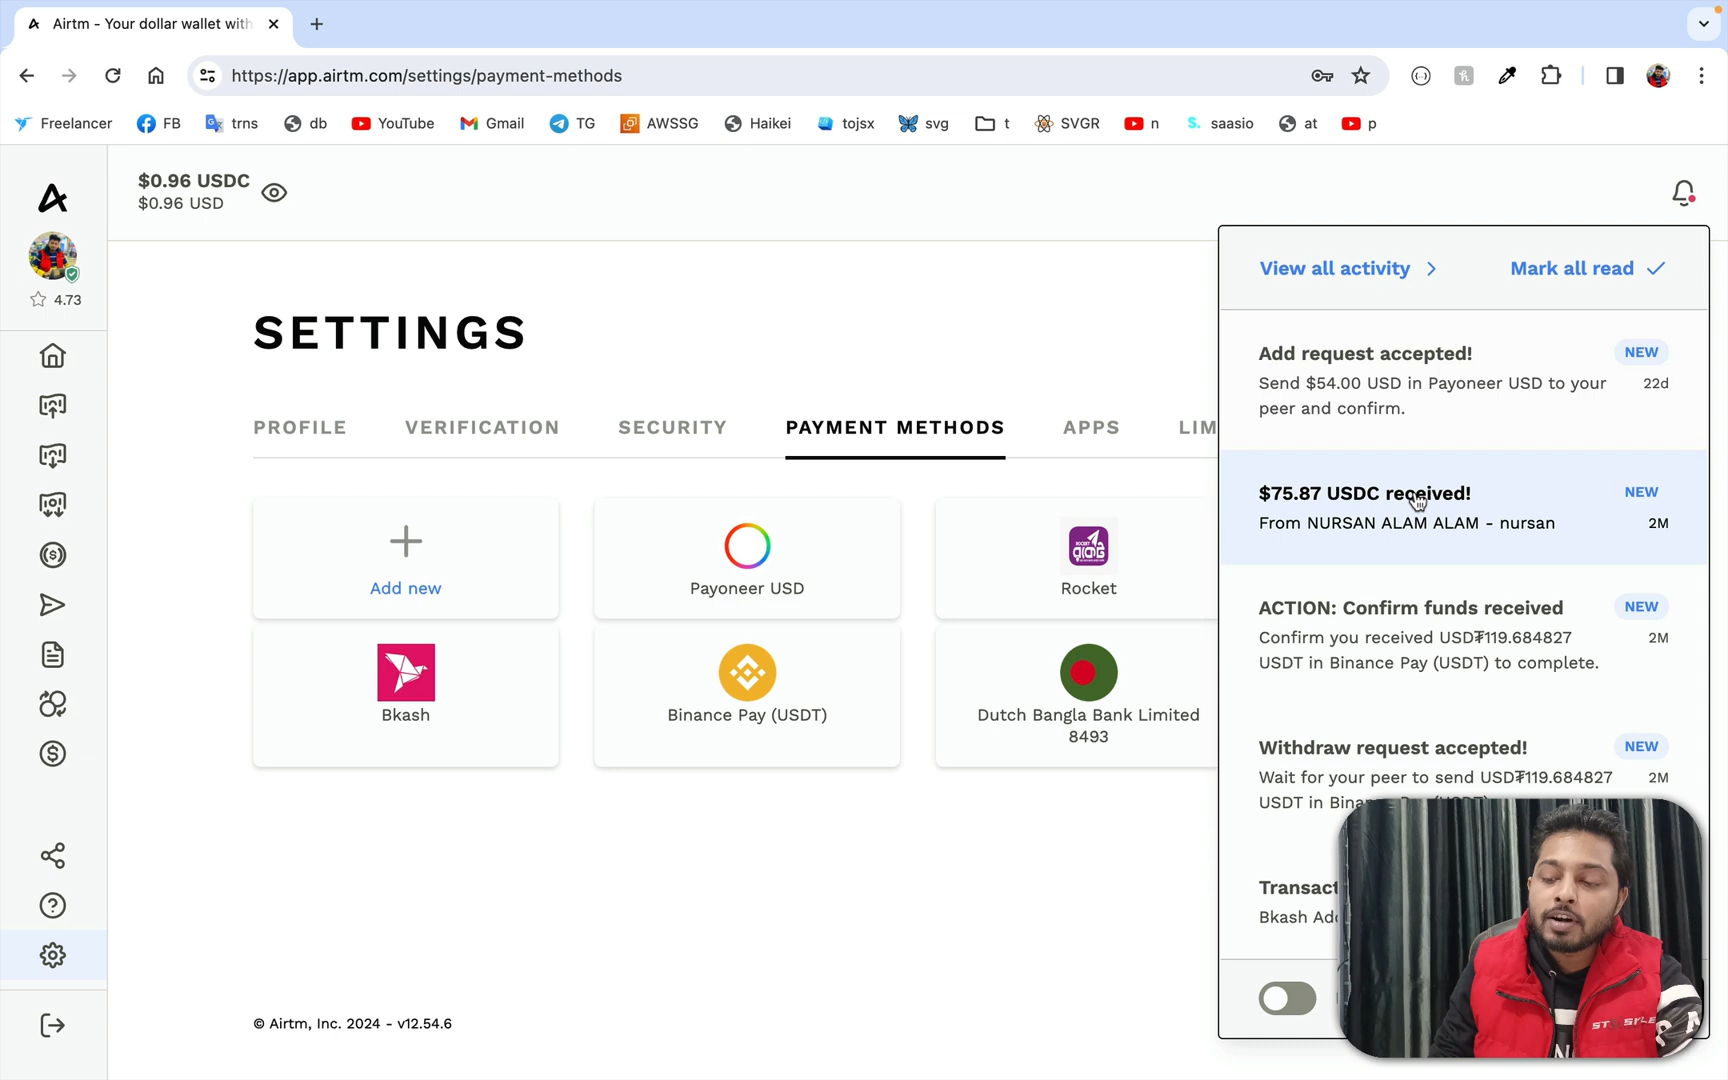 Airtm - Your dollar wallet with
https://app.airtm.com/settings/payment-methods
Freelancer
FB
trns
db
YouTube
Gmail
TG
AWSSG
Haikei
tojsx
svg
t
SVGR
n
saasio
at
p
$0.96 USDC
$0.96 USD
4.73
View all activity
Mark all read
SETTINGS
PROFILE
VERIFICATION
SECURITY
PAYMENT METHODS
APPS
LIM
Add new
Payoneer USD
Rocket
Bkash
Binance Pay (USDT)
Dutch Bangla Bank Limited
8493
Add request accepted!
NEW
Send $54.00 USD in Payoneer USD to your
22d
peer and confirm.
$75.87 USDC received!
NEW
From NURSAN ALAM ALAM - nursan
2M
ACTION: Confirm funds received
NEW
Confirm you received USD₮119.684827
2M
USDT in Binance Pay (USDT) to complete.
Withdraw request accepted!
NEW
Wait for your peer to send USD₮119.684827
2M
Transact
Bkash Ad
© Airtm, Inc. 2024 - v12.54.6